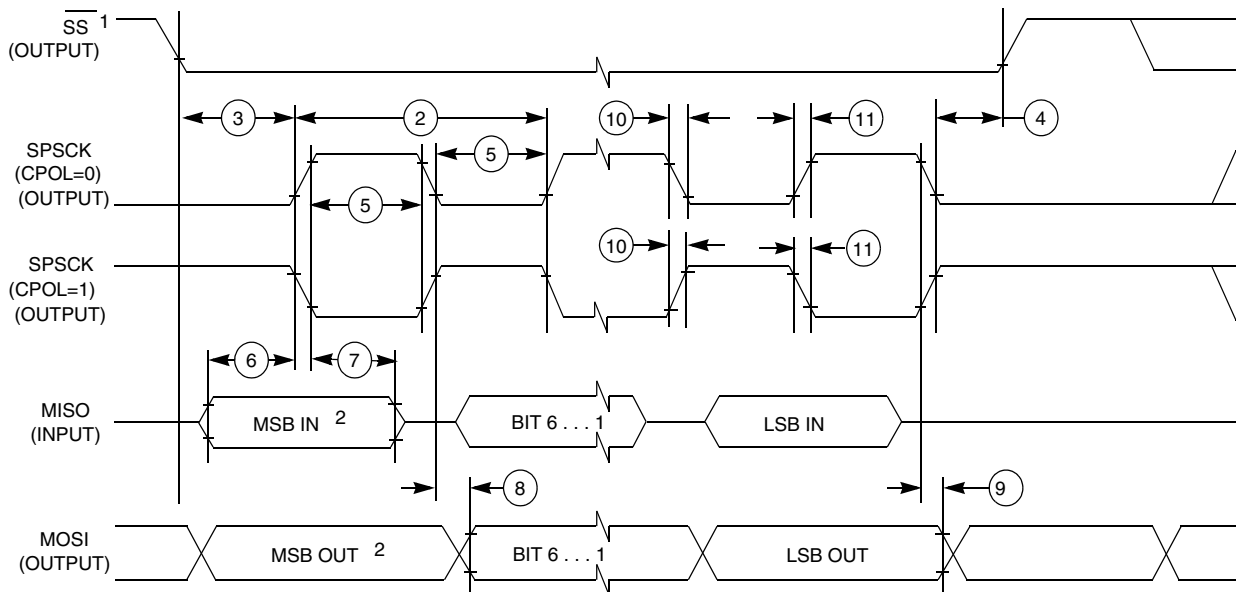 SS 1
(OUTPUT)
3
2
10
11
4
SPSCK
(CPOL=0)
(OUTPUT)
5
5
SPSCK
(CPOL=1)
(OUTPUT)
10
11
6
7
MISO
(INPUT)
MSB IN 2
BIT 6 . . . 1
LSB IN
8
9
MOSI
(OUTPUT)
MSB OUT 2
BIT 6 . . . 1
LSB OUT